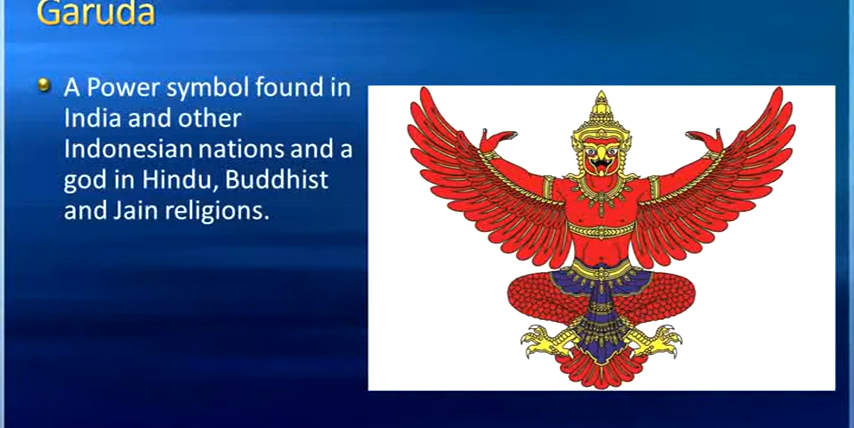 Garuda
A Power symbol found in
India and other
Indonesian nations and a
god in Hindu, Buddhist
and Jain religions.